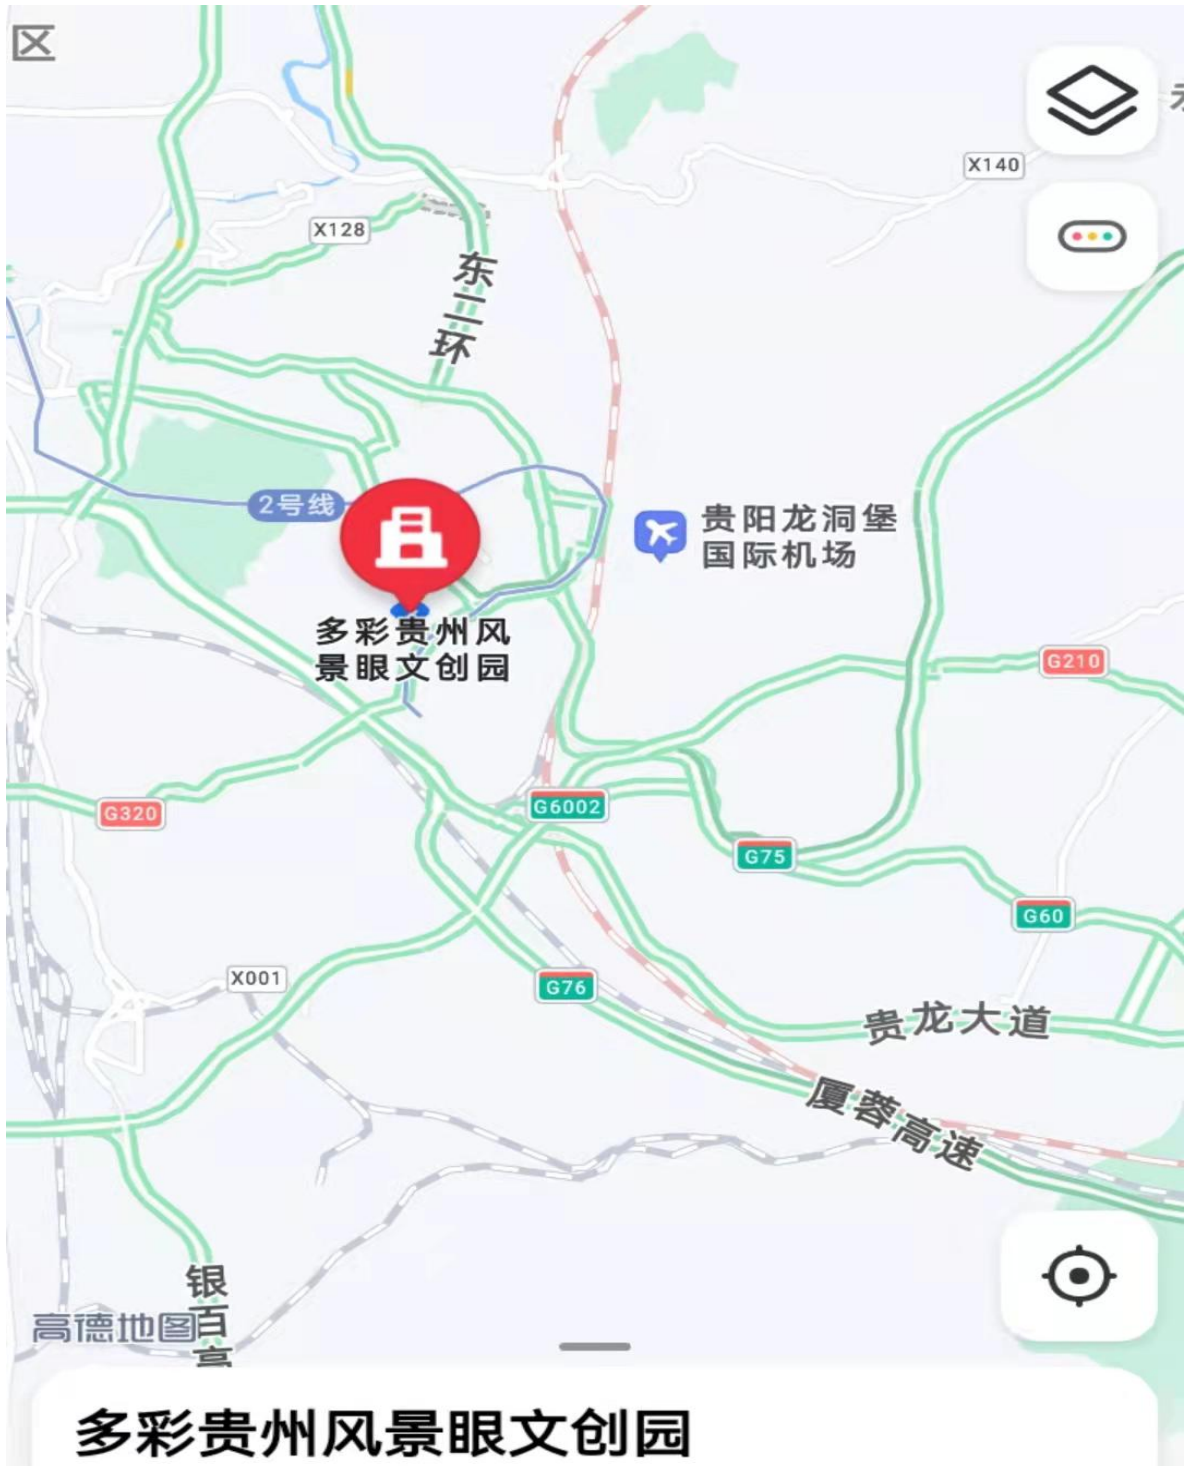 区
X140
X128
东二环
2号线
贵阳龙洞堡
国际机场
多彩贵州风
景眼文创园
G210
G320
G6002
G75
G60
X001
G76
贵龙大道
厦蓉高速
银百高
高德地图
多彩贵州风景眼文创园